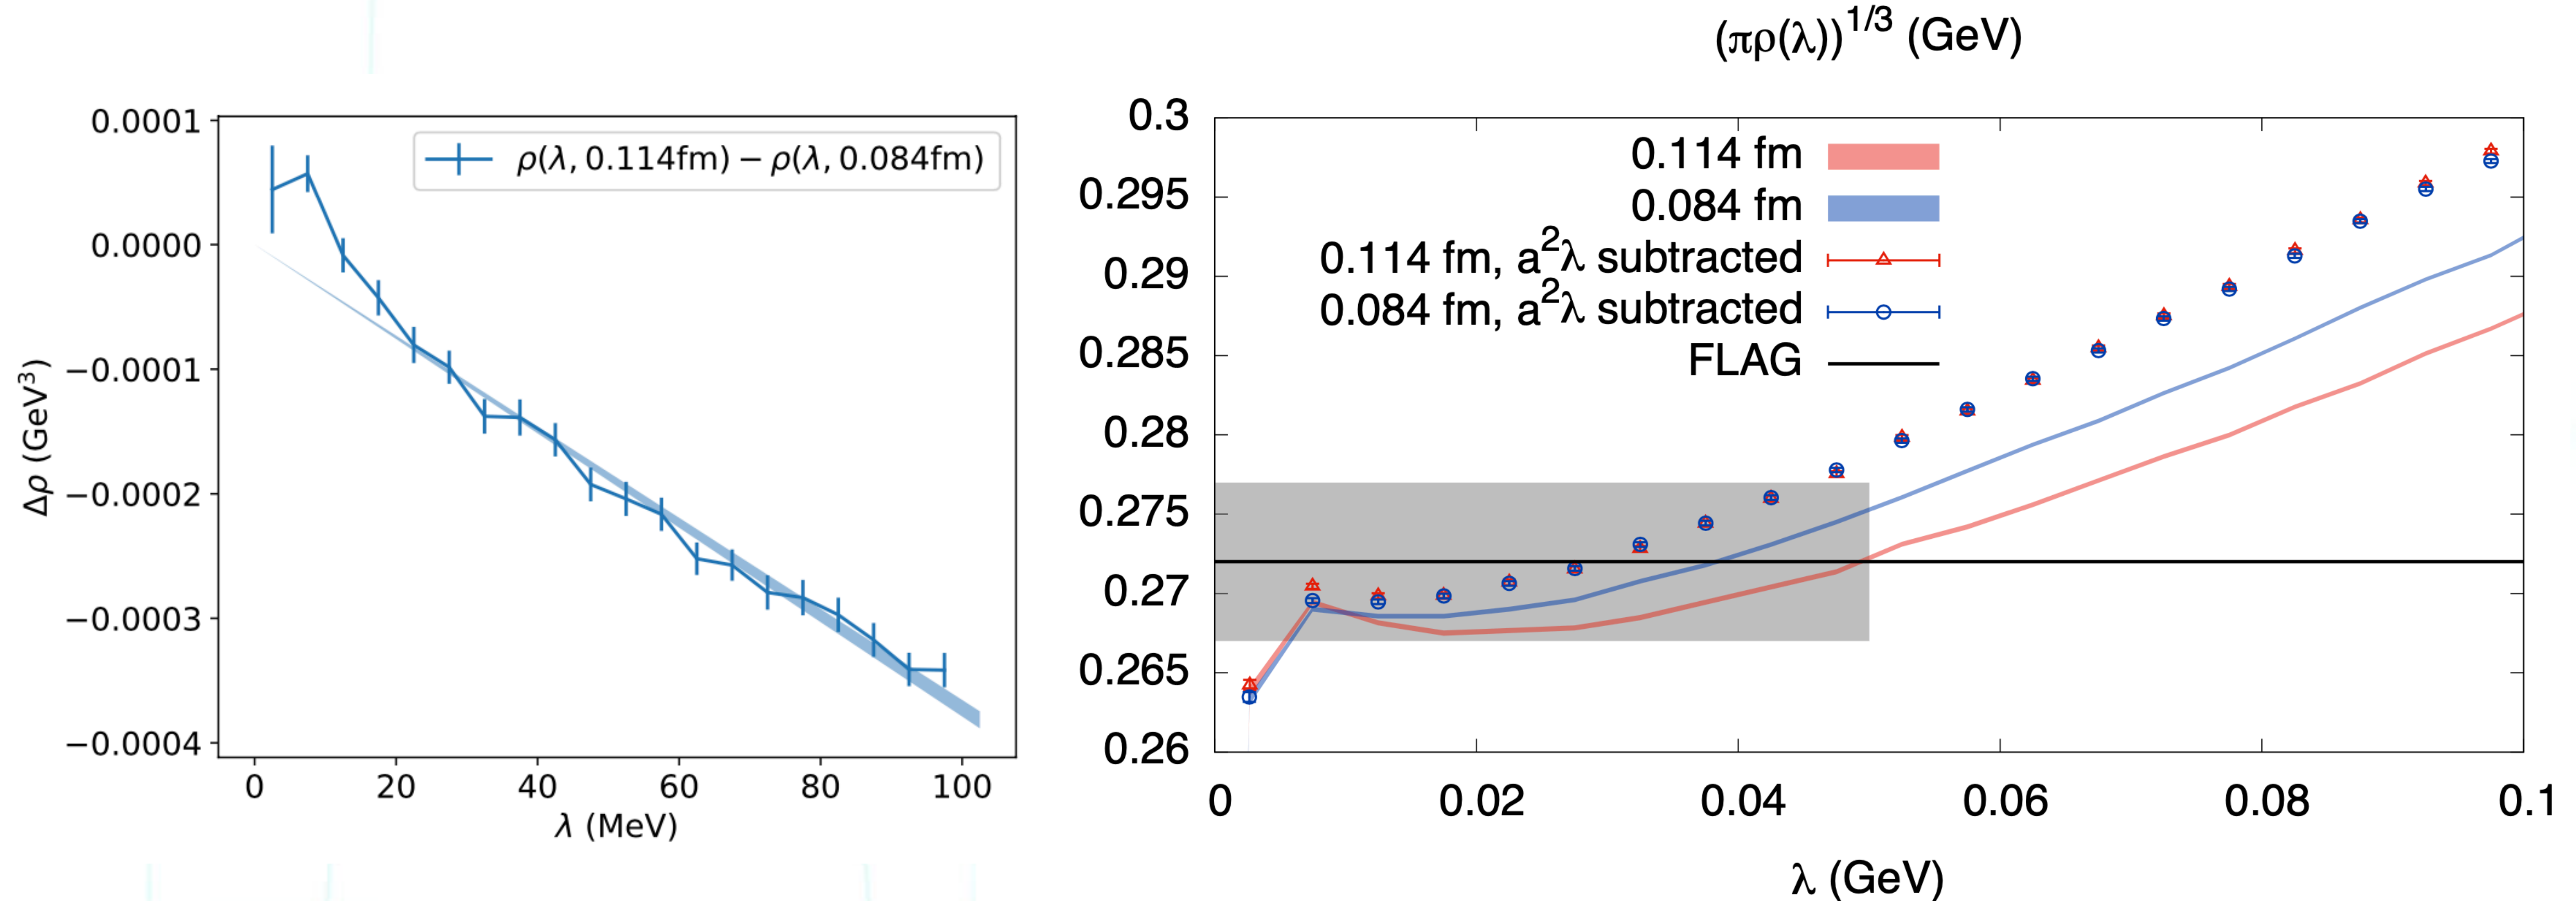 0.0001
0.0000
−0.0001
−0.0002
−0.0003
−0.0004
Δρ (GeV³)
ρ(λ, 0.114fm) − ρ(λ, 0.084fm)
0 20 40 60 80 100
λ (MeV)
(πρ(λ))^1/3 (GeV)
0.3
0.295
0.29
0.285
0.28
0.275
0.27
0.265
0.26
0.114 fm
0.084 fm
0.114 fm, a²λ subtracted
0.084 fm, a²λ subtracted
FLAG
0 0.02 0.04 0.06 0.08 0.1
λ (GeV)